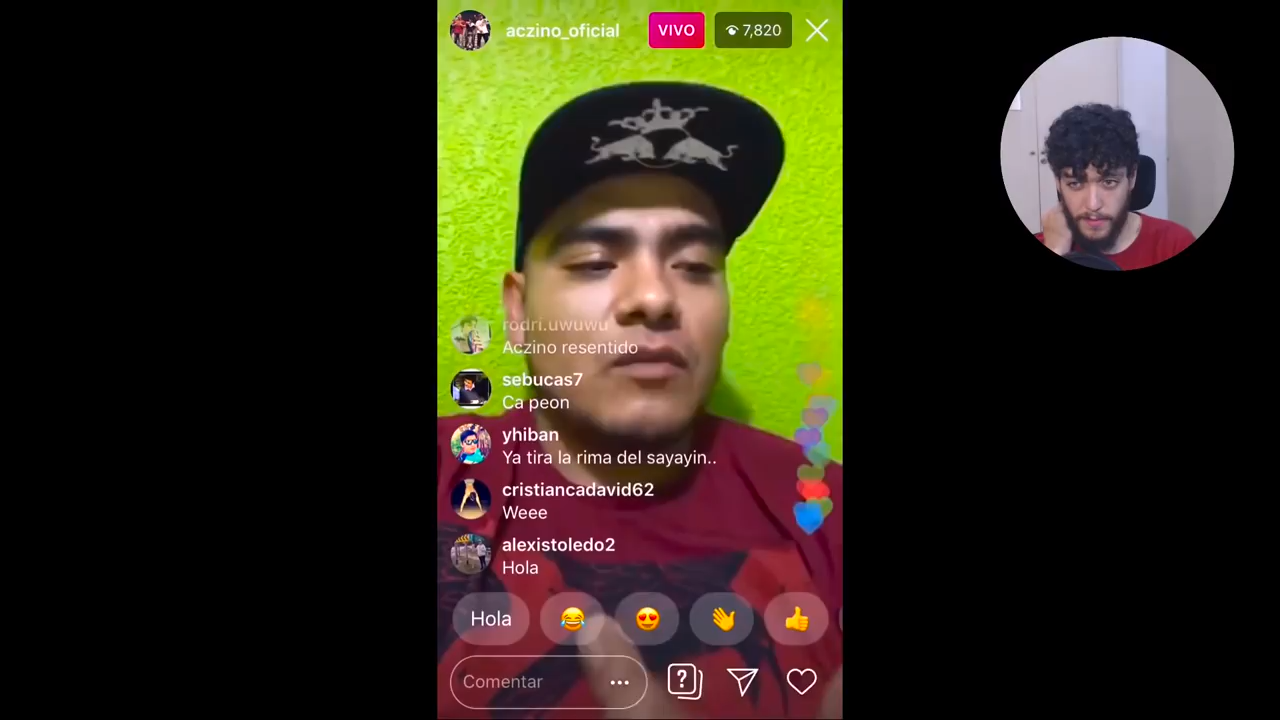 aczino_oficial
VIVO
7,820
rodri.uwuwu
Aczino resentido
sebucas7
Ca peon
yhiban
Ya tira la rima del sayayin..
cristiancadavid62
Weee
alexistoledo2
Hola
Hola
Comentar